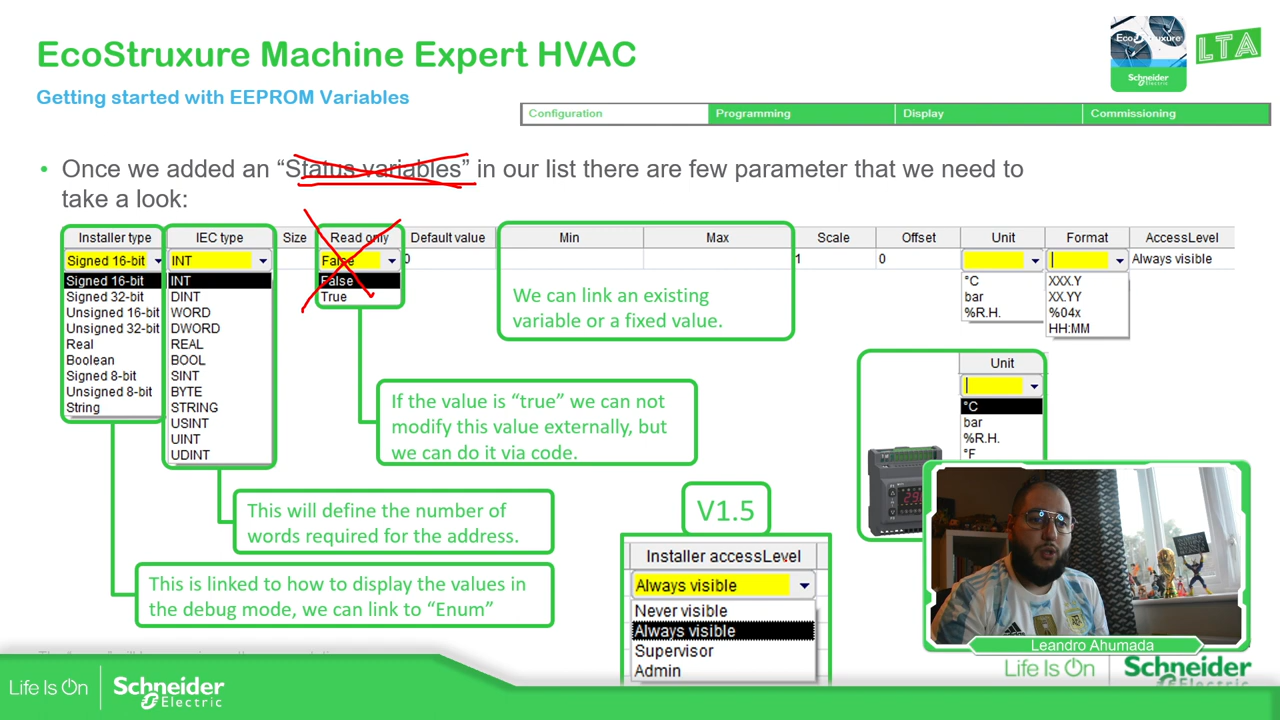 EcoStruxure Machine Expert HVAC
Getting started with EEPROM Variables
EcoStruxure
Schneider
Electric
LTA
Configuration
Programming
Display
Commissioning
• Once we added an “Status variables” in our list there are few parameter that we need to
take a look:
Installer type
IEC type
Size
Read only
Default value
Min
Max
Scale
Offset
Unit
Format
AccessLevel
Signed 16-bit
INT
False
0
1
0
Always visible
Signed 16-bit
Signed 32-bit
Unsigned 16-bit
Unsigned 32-bit
Real
Boolean
Signed 8-bit
Unsigned 8-bit
String
INT
DINT
WORD
DWORD
REAL
BOOL
SINT
BYTE
STRING
USINT
UINT
UDINT
False
True
We can link an existing
variable or a fixed value.
°C
bar
%R.H.
XXX.Y
XX.YY
%04x
HH:MM
Unit
°C
bar
%R.H.
°F
If the value is “true” we can not
modify this value externally, but
we can do it via code.
This will define the number of
words required for the address.
This is linked to how to display the values in
the debug mode, we can link to “Enum”
V1.5
Installer accessLevel
Always visible
Never visible
Always visible
Supervisor
Admin
Leandro Ahumada
Life Is On
Schneider
Electric
Life Is On
Schneider
Electric